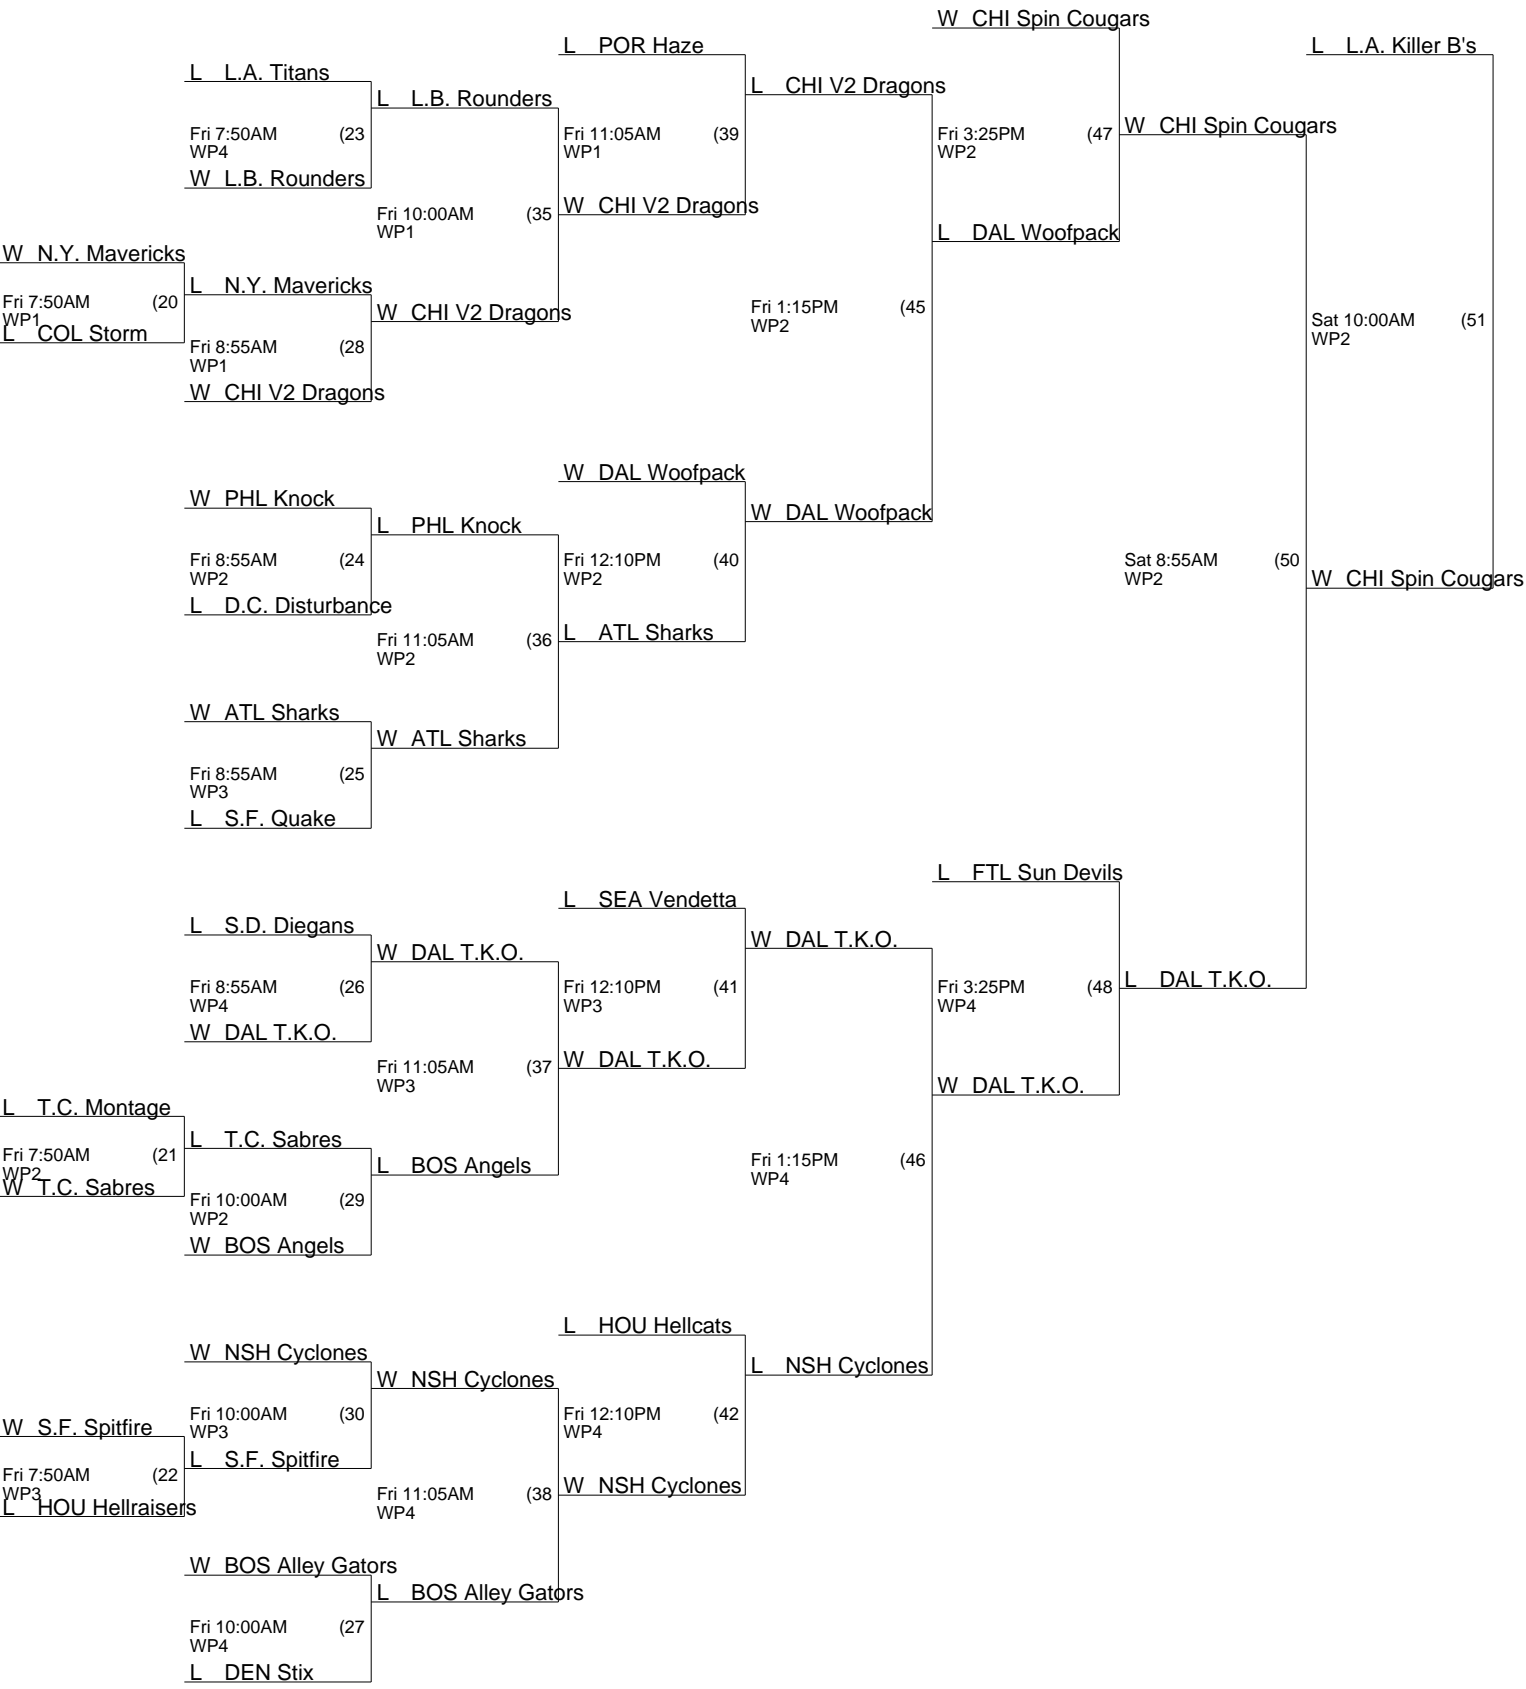 W CHI Spin Cougars
L POR Haze
L L.A. Killer B's
L L.A. Titans
L CHI V2 Dragons
L L.B. Rounders
Fri 7:50AM (23
WP4
Fri 11:05AM (39
WP1
Fri 3:25PM (47
WP2
W CHI Spin Cougars
W L.B. Rounders
Fri 10:00AM (35
WP1
W CHI V2 Dragons
L DAL Woofpack
W N.Y. Mavericks
L N.Y. Mavericks
Fri 7:50AM (20
WP1
W CHI V2 Dragons
Fri 1:15PM (45
WP2
Sat 10:00AM (51
WP2
L COL Storm
Fri 8:55AM (28
WP1
W CHI V2 Dragons
W DAL Woofpack
W PHL Knock
W DAL Woofpack
L PHL Knock
Fri 8:55AM (24
WP2
Fri 12:10PM (40
WP2
Sat 8:55AM (50
WP2
W CHI Spin Cougars
L D.C. Disturbance
Fri 11:05AM (36
WP2
L ATL Sharks
W ATL Sharks
W ATL Sharks
Fri 8:55AM (25
WP3
L S.F. Quake
L FTL Sun Devils
L SEA Vendetta
L S.D. Diegans
W DAL T.K.O.
W DAL T.K.O.
Fri 8:55AM (26
WP4
Fri 12:10PM (41
WP3
Fri 3:25PM (48
WP4
L DAL T.K.O.
W DAL T.K.O.
Fri 11:05AM (37
WP3
W DAL T.K.O.
W DAL T.K.O.
L T.C. Montage
L T.C. Sabres
Fri 7:50AM (21
WP2
L BOS Angels
Fri 1:15PM (46
WP4
W T.C. Sabres
Fri 10:00AM (29
WP2
W BOS Angels
L HOU Hellcats
W NSH Cyclones
L NSH Cyclones
W NSH Cyclones
Fri 10:00AM (30
WP3
Fri 12:10PM (42
WP4
W S.F. Spitfire
L S.F. Spitfire
Fri 7:50AM (22
WP3
Fri 11:05AM (38
WP4
W NSH Cyclones
L HOU Hellraisers
W BOS Alley Gators
L BOS Alley Gators
Fri 10:00AM (27
WP4
L DEN Stix